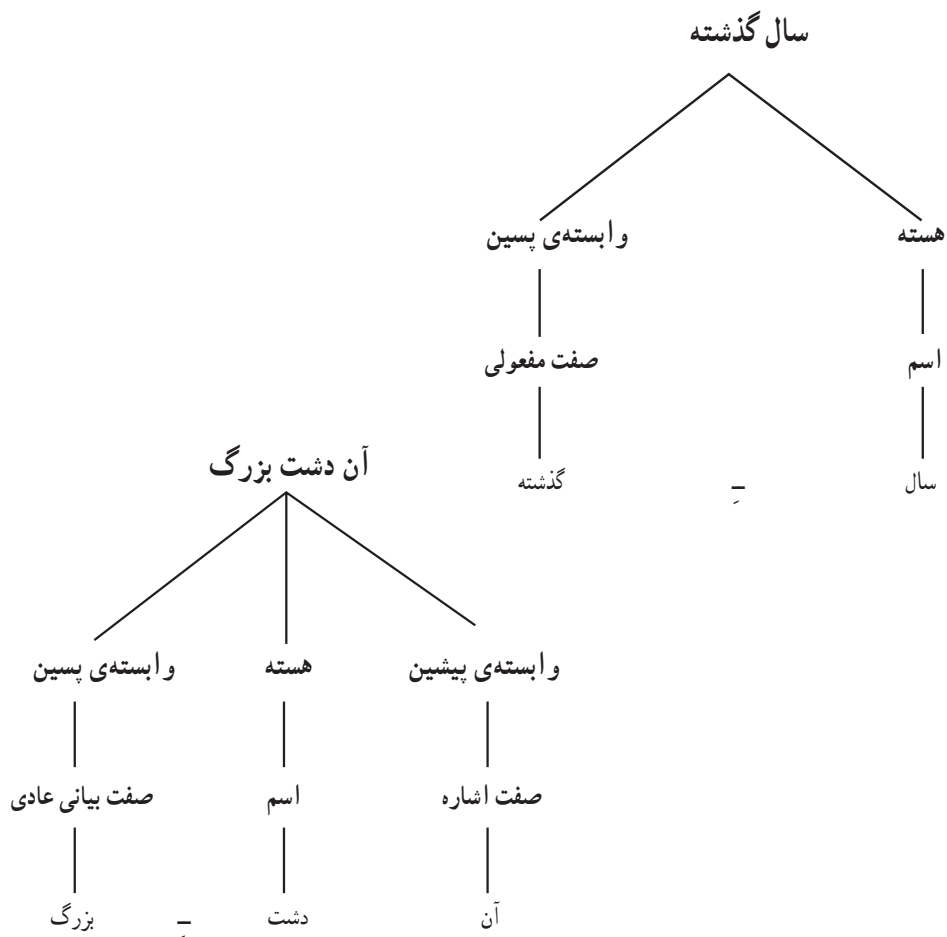 سال گذشته
هسته وابسته‌ی پسین
اسم صفت مفعولی
سال ـِ گذشته
آن دشت بزرگ
وابسته‌ی پیشین هسته وابسته‌ی پسین
صفت اشاره اسم صفت بیانی عادی
آن دشت ـِ بزرگ